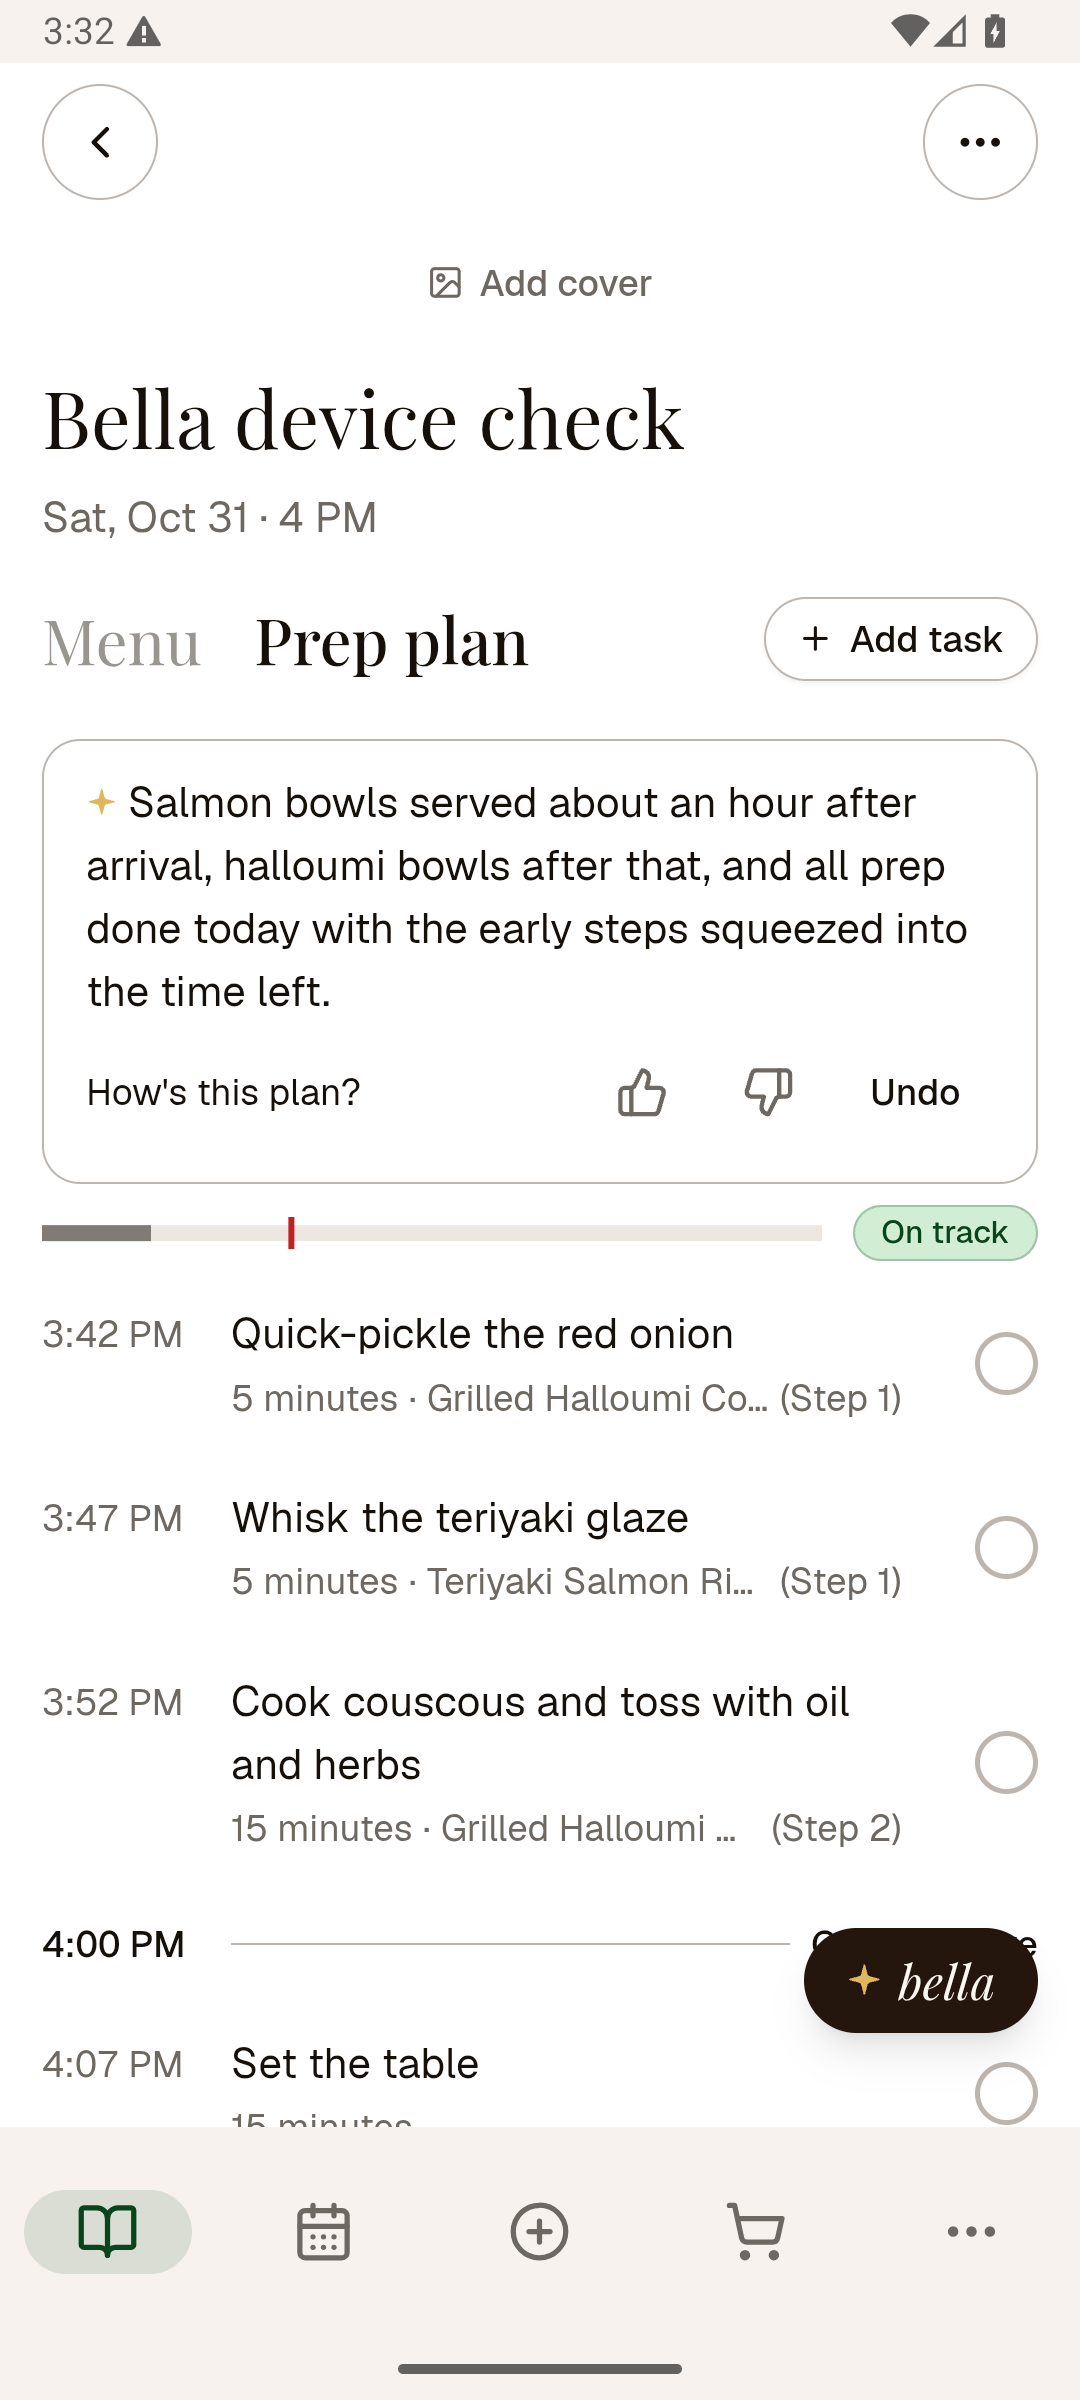 3:32
Add cover
Bella device check
Sat, Oct 31 · 4 PM
Menu Prep plan + Add task
Salmon bowls served about an hour after
arrival, halloumi bowls after that, and all prep
done today with the early steps squeezed into
the time left.
How's this plan? Undo
On track
3:42 PM Quick-pickle the red onion
5 minutes · Grilled Halloumi Co... (Step 1)
3:47 PM Whisk the teriyaki glaze
5 minutes · Teriyaki Salmon Ri... (Step 1)
3:52 PM Cook couscous and toss with oil
and herbs
15 minutes · Grilled Halloumi ... (Step 2)
4:00 PM
bella
4:07 PM Set the table
15 minutes